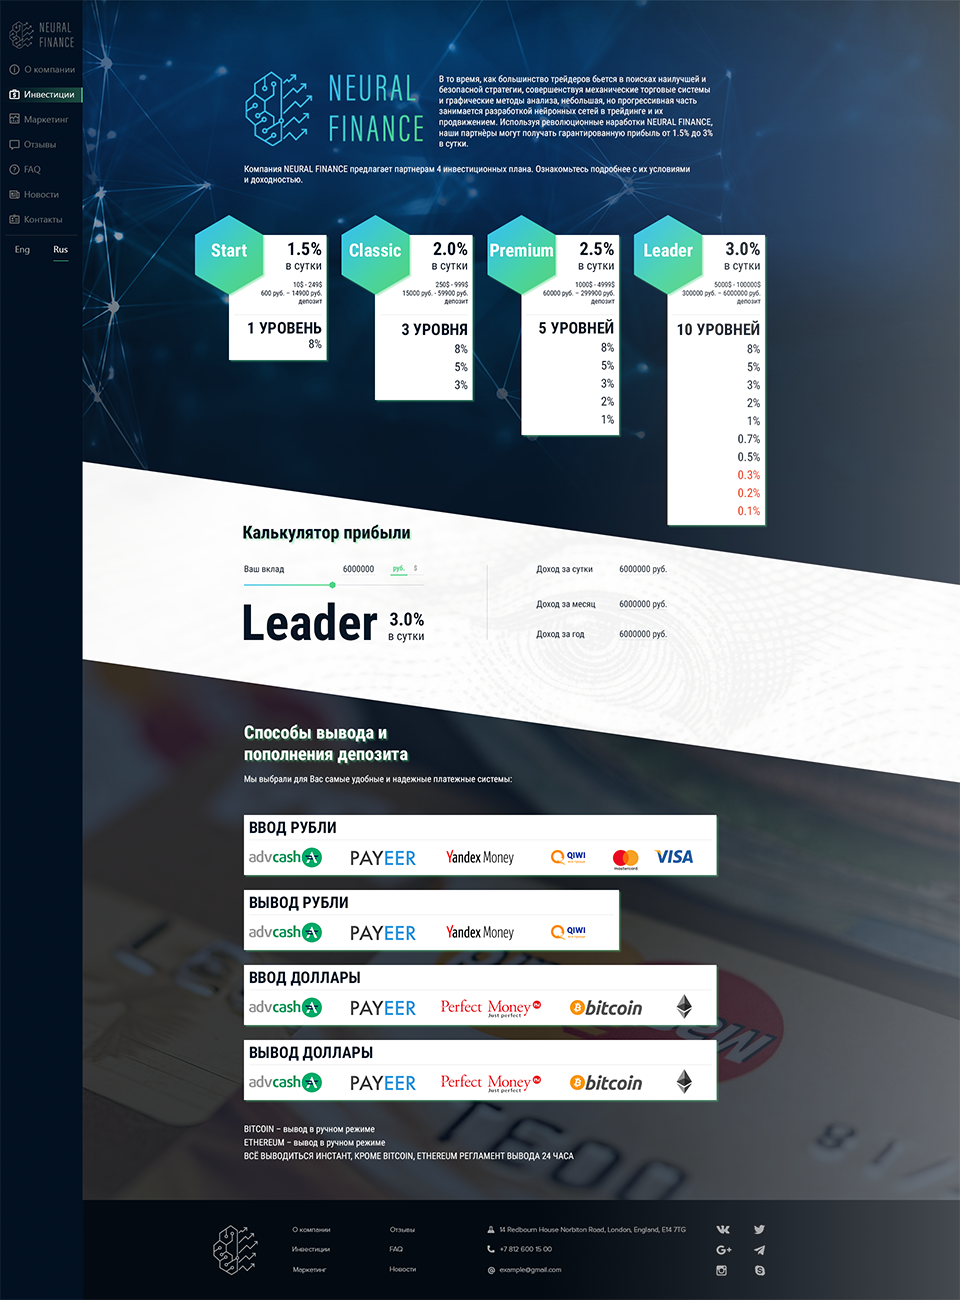 NEURAL
FINANCE
О компании
Инвестиции
Маркетинг
Отзывы
FAQ
Новости
Контакты
Eng Rus
NEURAL
FINANCE
В то время, как большинство трейдеров бьется в поисках наилучшей и
безопасной стратегии, совершенствуя механические торговые системы
и графические методы анализа, небольшая, но прогрессивная часть
занимается разработкой нейронных сетей в трейдинге и их
продвижением. Используя революционные наработки NEURAL FINANCE,
наши партнёры могут получать гарантированную прибыль от 1.5% до 3%
в сутки.
Компания NEURAL FINANCE предлагает партнерам 4 инвестиционных плана. Ознакомьтесь подробнее с их условиями
и доходностью.
Start
1.5%
в сутки
10$ - 249$
600 руб. – 14900 руб.
депозит
1 УРОВЕНЬ
8%
Classic
2.0%
в сутки
250$ - 999$
15000 руб. - 59900 руб.
депозит
3 УРОВНЯ
8%
5%
3%
Premium
2.5%
в сутки
1000$ - 4999$
60000 руб. – 299900 руб.
депозит
5 УРОВНЕЙ
8%
5%
3%
2%
1%
Leader
3.0%
в сутки
5000$ - 100000$
300000 руб. – 6000000 руб.
депозит
10 УРОВНЕЙ
8%
5%
3%
2%
1%
0.7%
0.5%
0.3%
0.2%
0.1%
Калькулятор прибыли
Ваш вклад 6000000 руб. $
Leader 3.0%
в сутки
Доход за сутки 6000000 руб.
Доход за месяц 6000000 руб.
Доход за год 6000000 руб.
Способы вывода и
пополнения депозита
Мы выбрали для Вас самые удобные и надежные платежные системы:
ВВОД РУБЛИ
advcash PAYEER Yandex Money QIWI mastercard VISA
ВЫВОД РУБЛИ
advcash PAYEER Yandex Money QIWI
ВВОД ДОЛЛАРЫ
advcash PAYEER Perfect Money PM bitcoin
Just perfect
ВЫВОД ДОЛЛАРЫ
advcash PAYEER Perfect Money PM bitcoin
Just perfect
BITCOIN – вывод в ручном режиме
ETHEREUM – вывод в ручном режиме
ВСЁ ВЫВОДИТЬСЯ ИНСТАНТ, КРОМЕ BITCOIN, ETHEREUM РЕГЛАМЕНТ ВЫВОДА 24 ЧАСА
О компании
Инвестиции
Маркетинг
Отзывы
FAQ
Новости
14 Redbourn House Norbiton Road, London, England, E14 7TG
+7 812 600 15 00
example@gmail.com